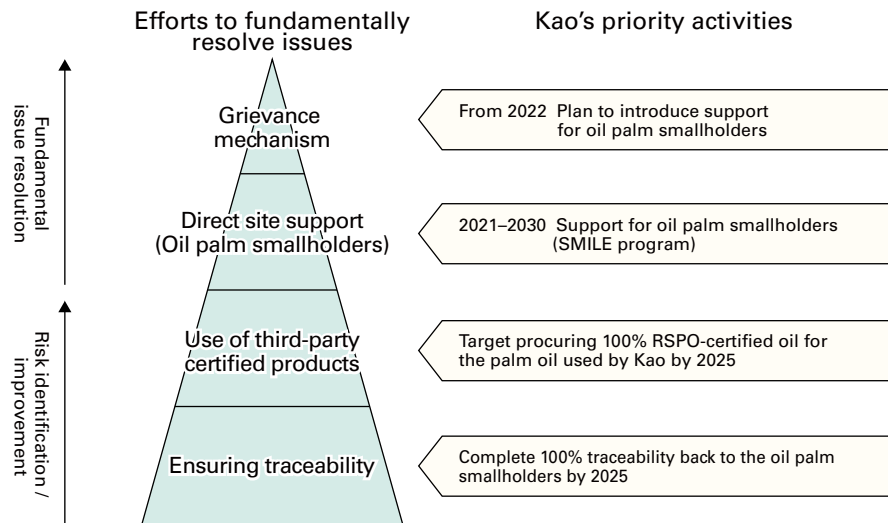 Efforts to fundamentally
resolve issues
Kao's priority activities
Fundamental
issue resolution
Grievance
mechanism
From 2022 Plan to introduce support
for oil palm smallholders
Direct site support
(Oil palm smallholders)
2021–2030 Support for oil palm smallholders
(SMILE program)
Risk identification /
improvement
Use of third-party
certified products
Target procuring 100% RSPO-certified oil for
the palm oil used by Kao by 2025
Ensuring traceability
Complete 100% traceability back to the oil palm
smallholders by 2025